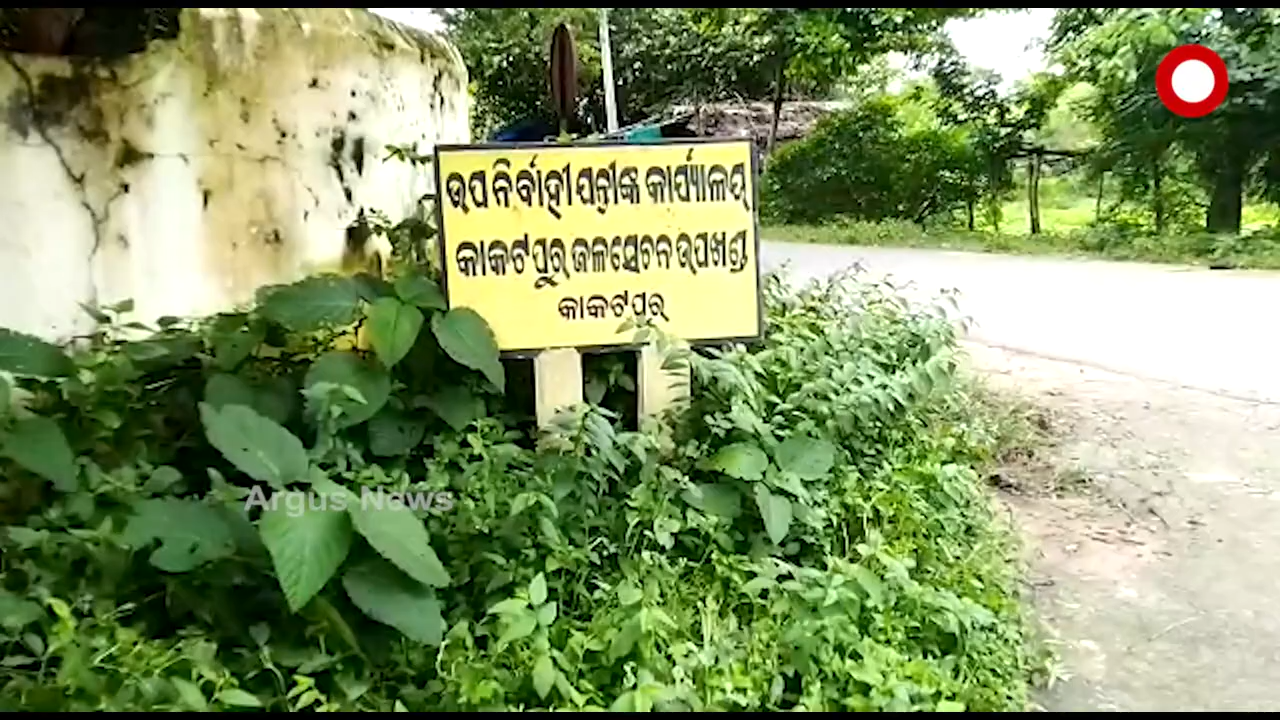 ଉପ ନିର୍ବାହୀ ଯନ୍ତ୍ରୀଙ୍କ କାର୍ଯ୍ୟାଳୟ
କାକଟପୁର ଜଳସେଚନ ଉପଖଣ୍ଡ
କାକଟପୁର
Argus News